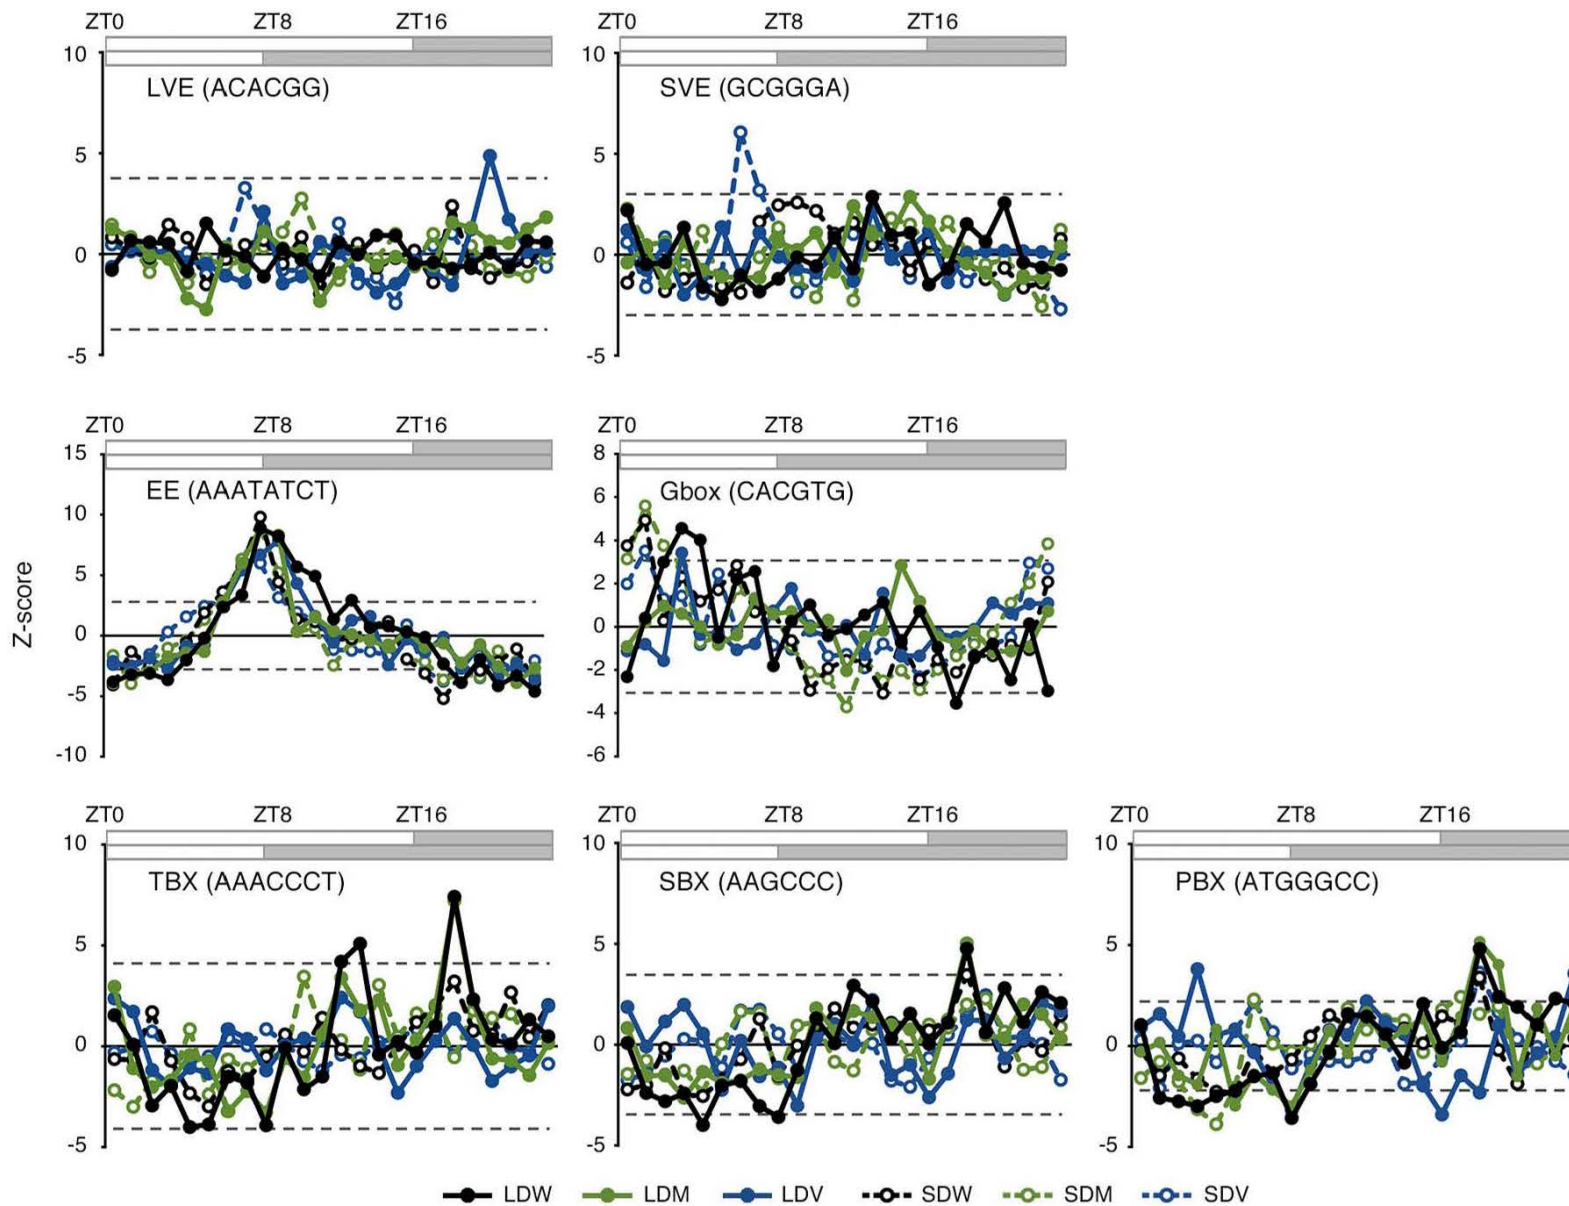 ZT0 ZT8 ZT16 ZT0 ZT8 ZT16
10 10
LVE (ACACGG) SVE (GCGGGA)
5 5
0 0
-5 -5
ZT0 ZT8 ZT16 ZT0 ZT8 ZT16
15 8
EE (AAATATCT) Gbox (CACGTG)
6
10
4
5
2
0 0
-2
-5
-4
-10 -6
Z-score
ZT0 ZT8 ZT16 ZT0 ZT8 ZT16 ZT0 ZT8 ZT16
10 10 10
TBX (AAACCCT) SBX (AAGCCC) PBX (ATGGGCC)
5 5 5
0 0 0
-5 -5 -5
LDW LDM LDV SDW SDM SDV